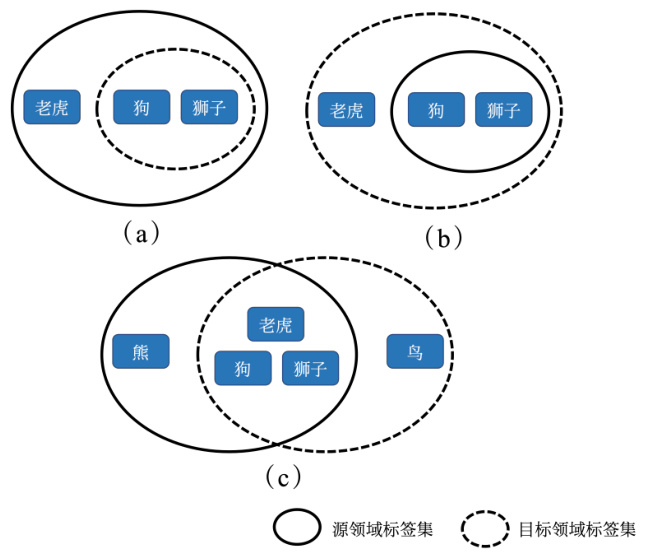 老虎 狗 狮子
(a)
老虎 狗 狮子
(b)
老虎
熊 狗 狮子 鸟
(c)
源领域标签集 目标领域标签集